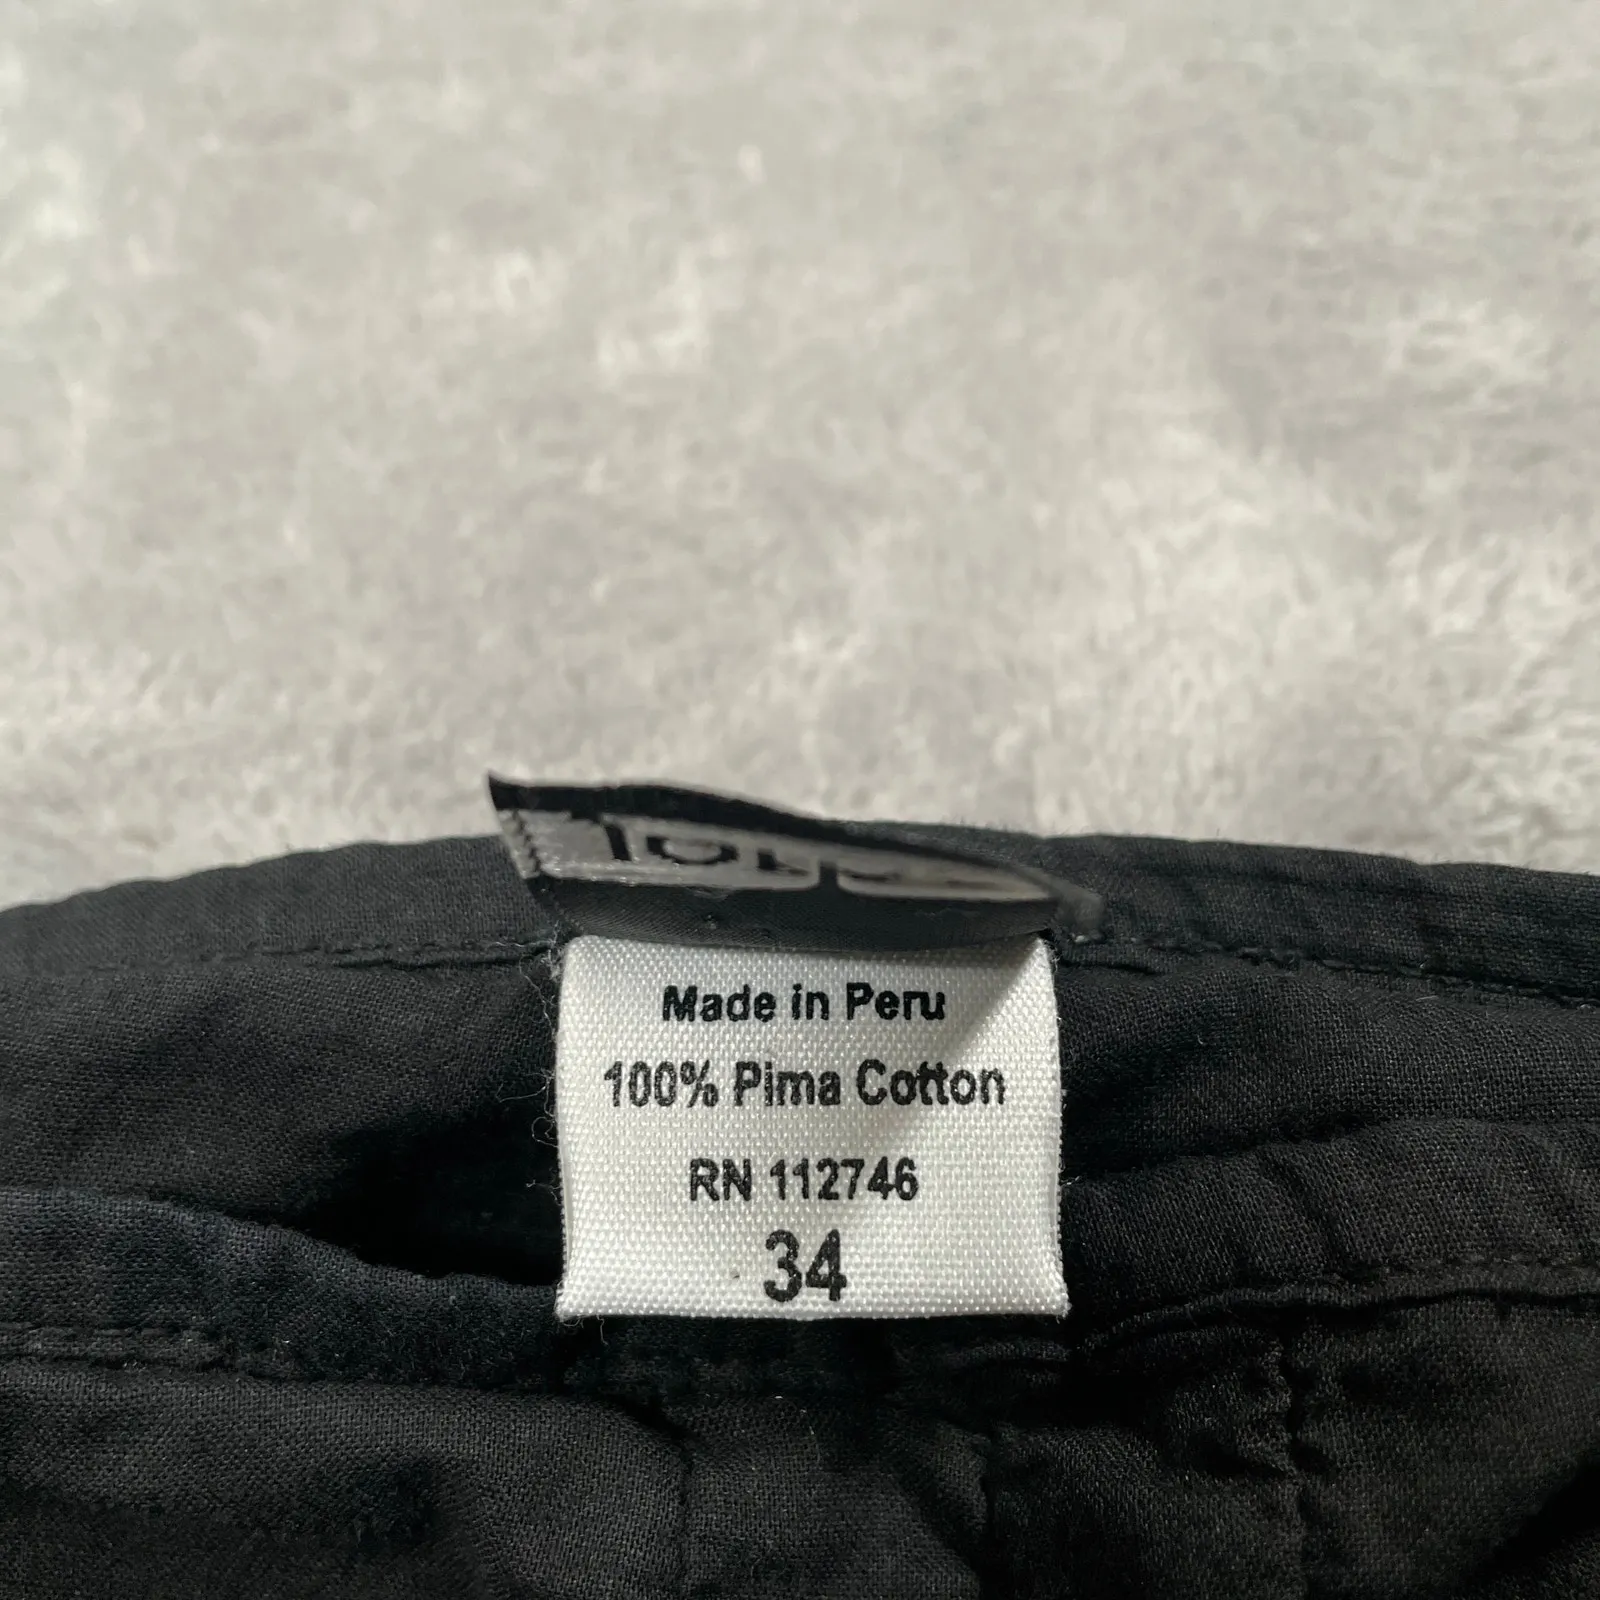 Made in Peru
100% Pima Cotton
RN 112746
34